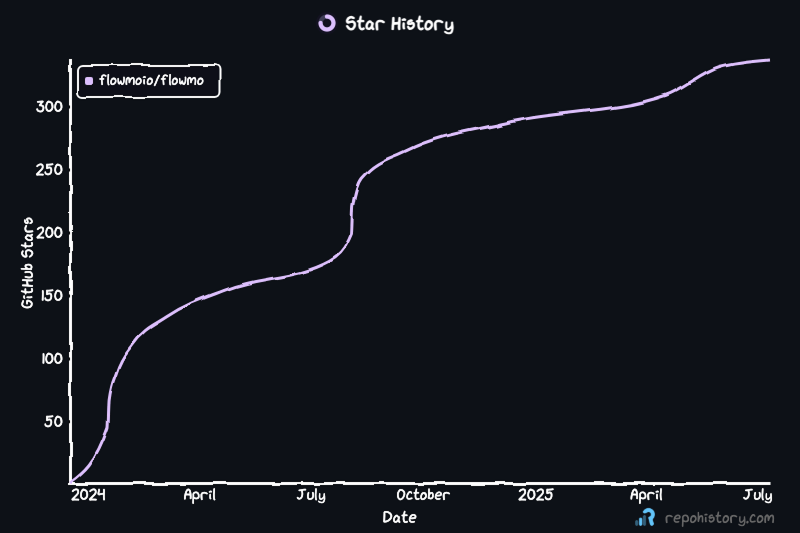 Star History
flowmoio/flowmo
300
250
200
150
100
50
GitHub Stars
2024 April July October 2025 April July
Date
repohistory.com